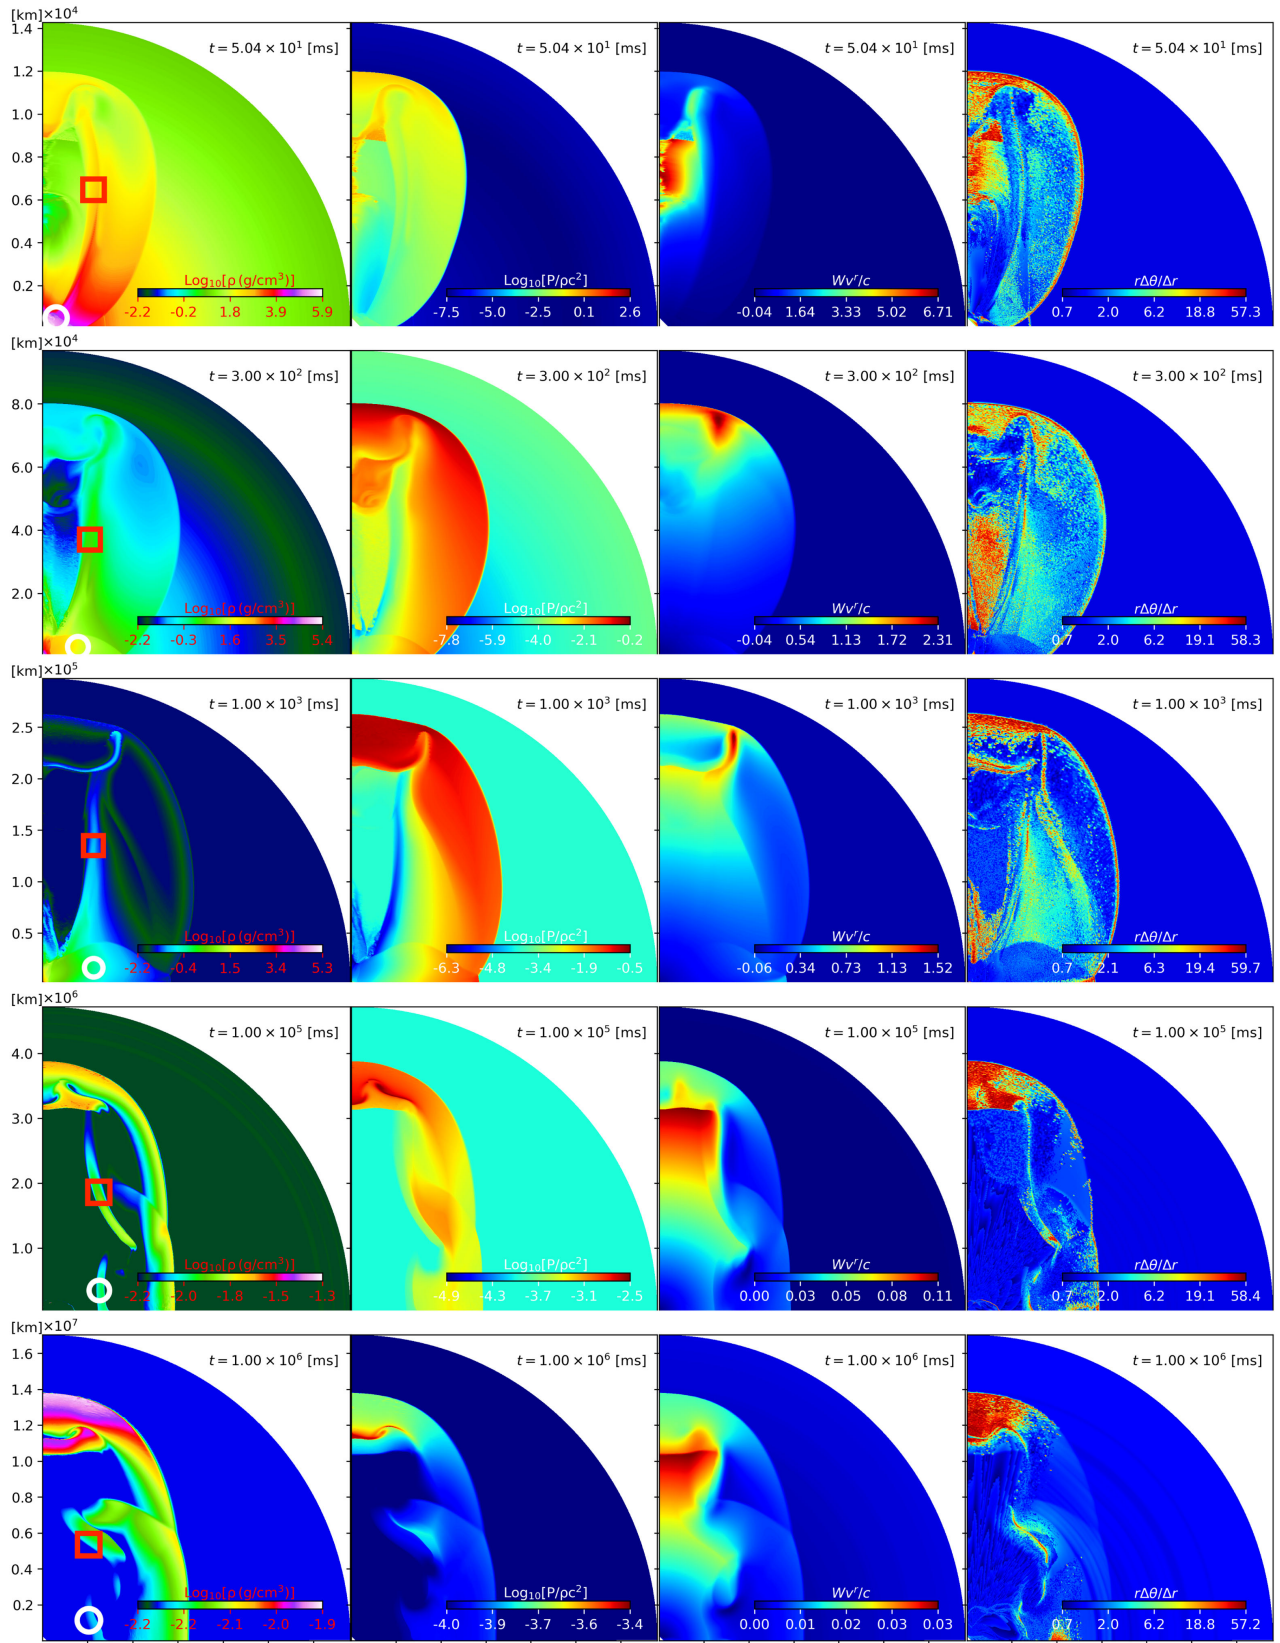 [km]×10⁴
t = 5.04 × 10¹ [ms] t = 5.04 × 10¹ [ms] t = 5.04 × 10¹ [ms] t = 5.04 × 10¹ [ms]
1.4
1.2
1.0
0.8
0.6
0.4
0.2
Log₁₀[ρ (g/cm³)] Log₁₀[P/ρc²] Wvʳ/c rΔθ/Δr
-2.2 -0.2 1.8 3.9 5.9 -7.5 -5.0 -2.5 0.1 2.6 -0.04 1.64 3.33 5.02 6.71 0.7 2.0 6.2 18.8 57.3
[km]×10⁴
t = 3.00 × 10² [ms] t = 3.00 × 10² [ms] t = 3.00 × 10² [ms] t = 3.00 × 10² [ms]
8.0
6.0
4.0
2.0
Log₁₀[ρ (g/cm³)] Log₁₀[P/ρc²] Wvʳ/c rΔθ/Δr
-2.2 -0.3 1.6 3.5 5.4 -7.8 -5.9 -4.0 -2.1 -0.2 -0.04 0.54 1.13 1.72 2.31 0.7 2.0 6.2 19.1 58.3
[km]×10⁵
t = 1.00 × 10³ [ms] t = 1.00 × 10³ [ms] t = 1.00 × 10³ [ms] t = 1.00 × 10³ [ms]
2.5
2.0
1.5
1.0
0.5
Log₁₀[ρ (g/cm³)] Log₁₀[P/ρc²] Wvʳ/c rΔθ/Δr
-2.2 -0.4 1.5 3.4 5.3 -6.3 -4.8 -3.4 -1.9 -0.5 -0.06 0.34 0.73 1.13 1.52 0.7 2.1 6.3 19.4 59.7
[km]×10⁶
t = 1.00 × 10⁵ [ms] t = 1.00 × 10⁵ [ms] t = 1.00 × 10⁵ [ms] t = 1.00 × 10⁵ [ms]
4.0
3.0
2.0
1.0
Log₁₀[ρ (g/cm³)] Log₁₀[P/ρc²] Wvʳ/c rΔθ/Δr
-2.2 -2.0 -1.8 -1.5 -1.3 -4.9 -4.3 -3.7 -3.1 -2.5 0.00 0.03 0.05 0.08 0.11 0.7 2.0 6.2 19.1 58.4
[km]×10⁷
t = 1.00 × 10⁶ [ms] t = 1.00 × 10⁶ [ms] t = 1.00 × 10⁶ [ms] t = 1.00 × 10⁶ [ms]
1.6
1.4
1.2
1.0
0.8
0.6
0.4
0.2
Log₁₀[ρ (g/cm³)] Log₁₀[P/ρc²] Wvʳ/c rΔθ/Δr
-2.2 -2.2 -2.1 -2.0 -1.9 -4.0 -3.9 -3.7 -3.6 -3.4 0.00 0.01 0.02 0.03 0.03 0.7 2.0 6.2 18.8 57.2